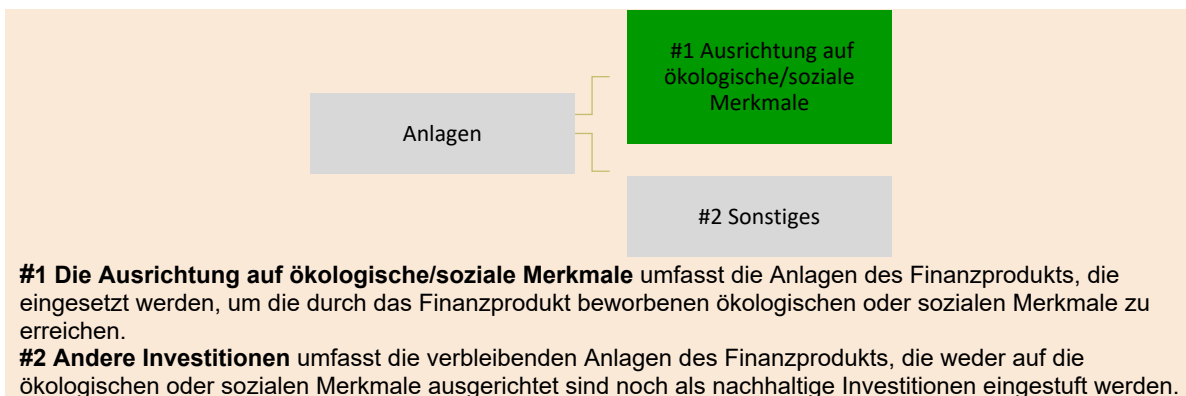 #1 Ausrichtung auf
ökologische/soziale
Merkmale
Anlagen
#2 Sonstiges
#1 Die Ausrichtung auf ökologische/soziale Merkmale umfasst die Anlagen des Finanzprodukts, die
eingesetzt werden, um die durch das Finanzprodukt beworbenen ökologischen oder sozialen Merkmale zu
erreichen.
#2 Andere Investitionen umfasst die verbleibenden Anlagen des Finanzprodukts, die weder auf die
ökologischen oder sozialen Merkmale ausgerichtet sind noch als nachhaltige Investitionen eingestuft werden.